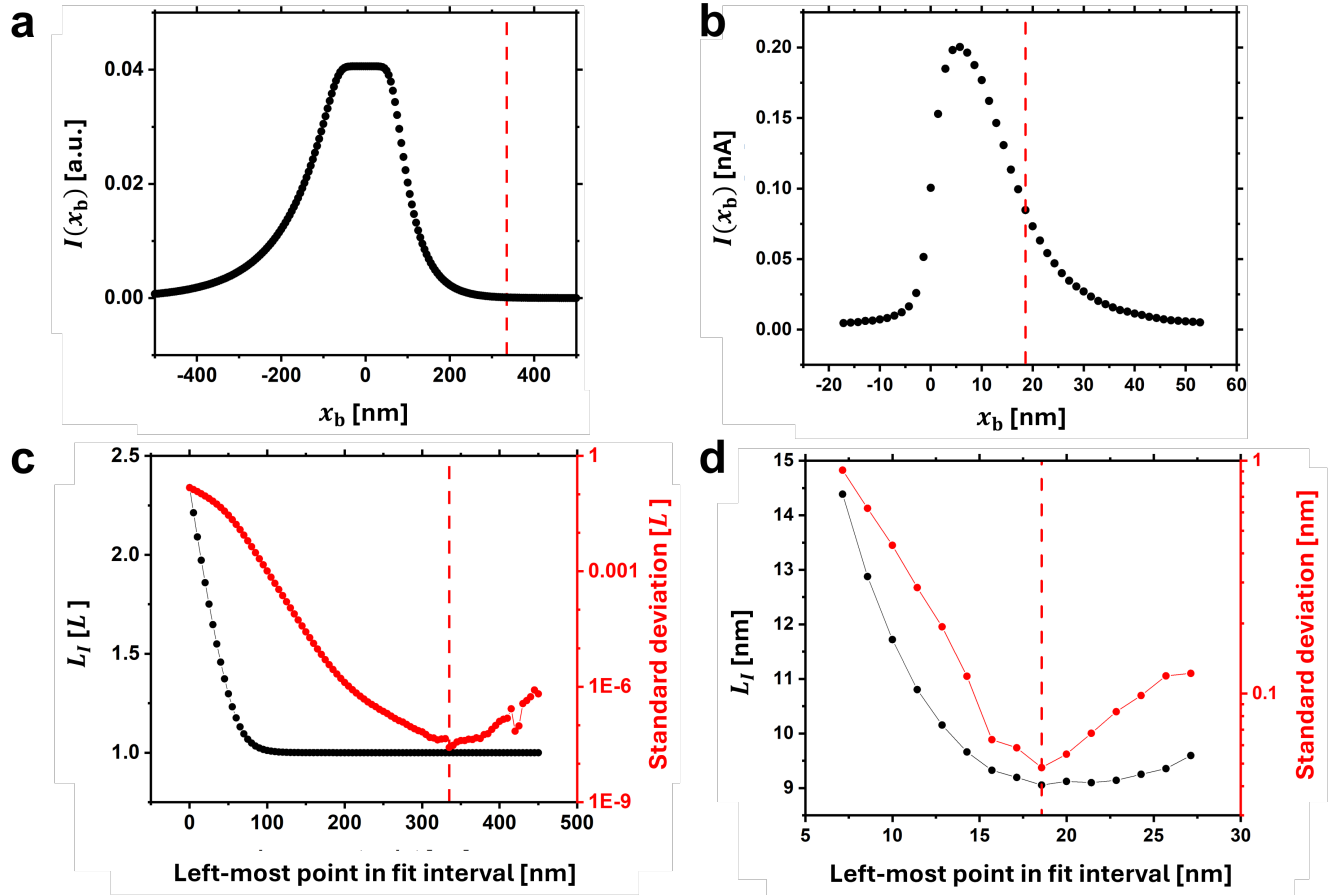 a
0.04
0.02
0.00
I(x_b) [a.u.]
-400 -200 0 200 400
x_b [nm]
b
0.20
0.15
0.10
0.05
0.00
I(x_b) [nA]
-20 -10 0 10 20 30 40 50 60
x_b [nm]
c
2.5
2.0
1.5
1.0
L_I [L]
1
0.001
1E-6
1E-9
Standard deviation [L]
0 100 200 300 400 500
Left-most point in fit interval [nm]
d
15
14
13
12
11
10
9
L_I [nm]
1
0.1
Standard deviation [nm]
5 10 15 20 25 30
Left-most point in fit interval [nm]